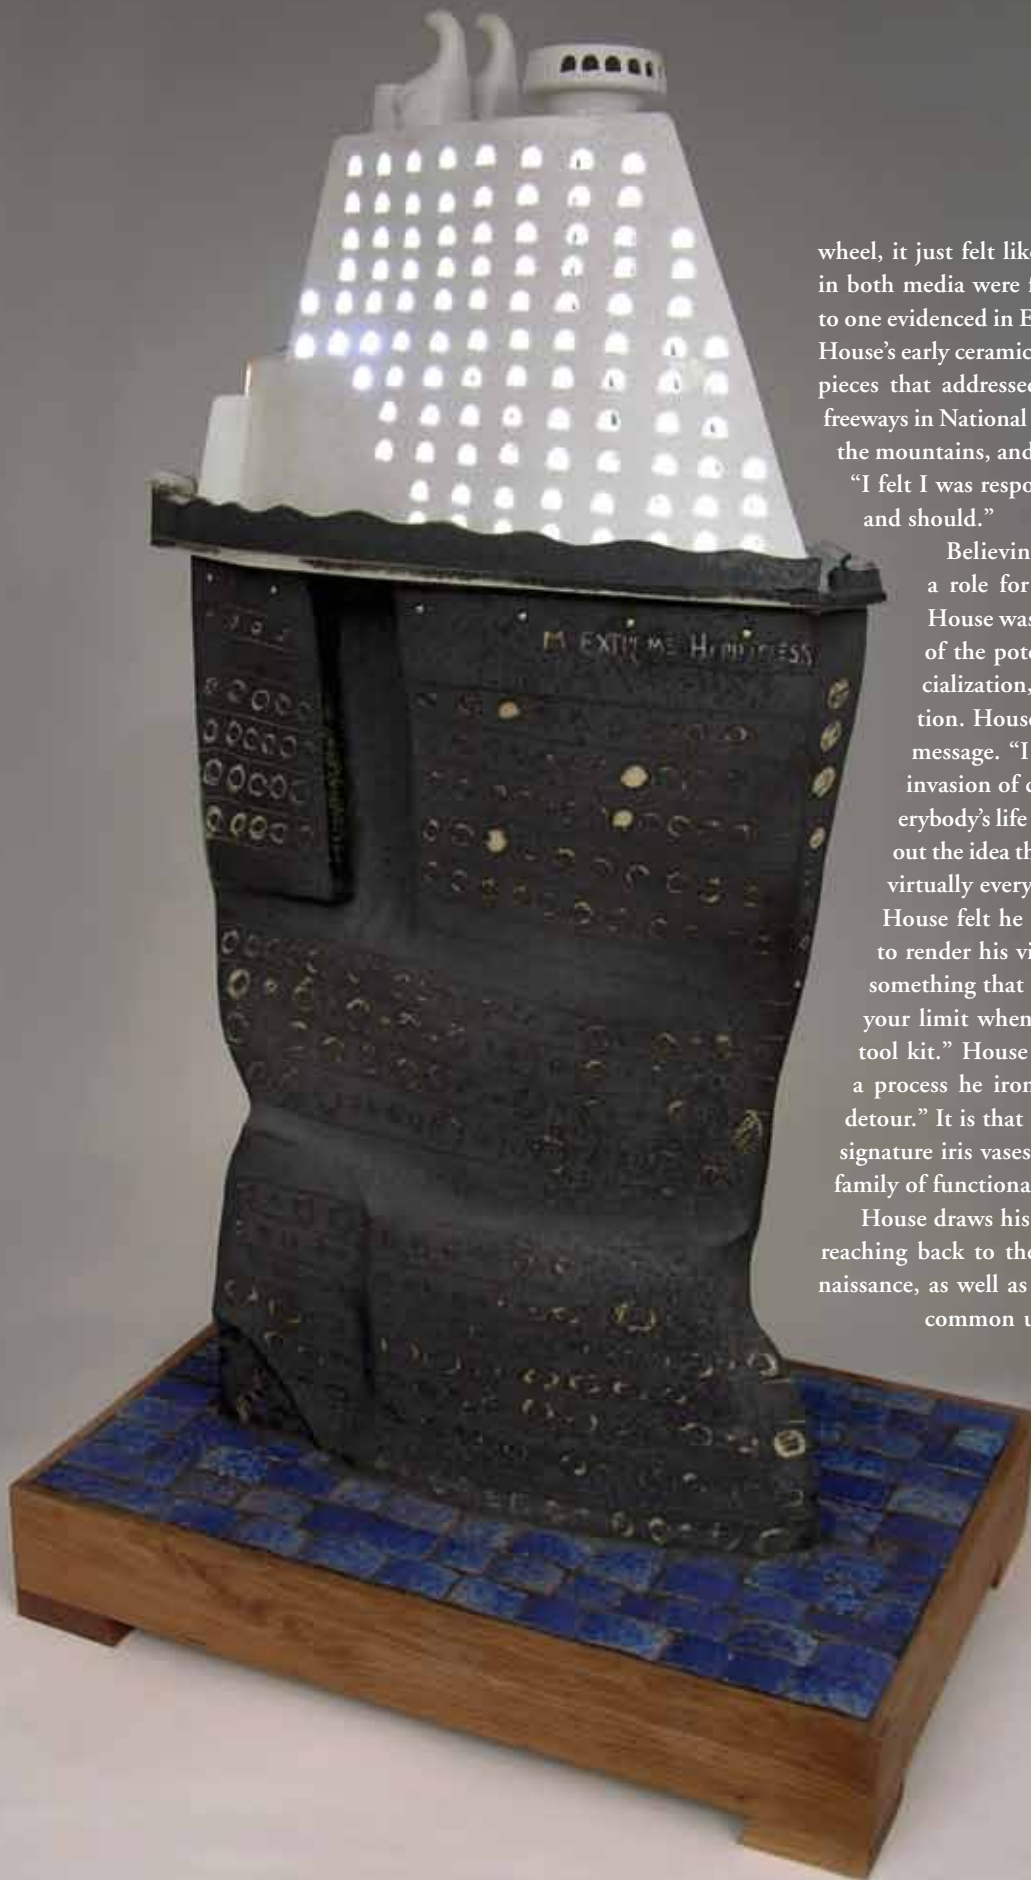 M EXTREME HAPPINESS
wheel, it just felt like
in both media were f
to one evidenced in E
House's early ceramic
pieces that addressed
freeways in National
the mountains, and
“I felt I was respo
and should.”
Believin
a role for
House was
of the pote
cialization,
tion. House
message. “I
invasion of c
erybody's life
out the idea th
virtually every
House felt he
to render his vi
something that
your limit when
tool kit.” House
a process he iron
detour.” It is that
signature iris vases
family of functiona
House draws his
reaching back to the
naissance, as well as
common u